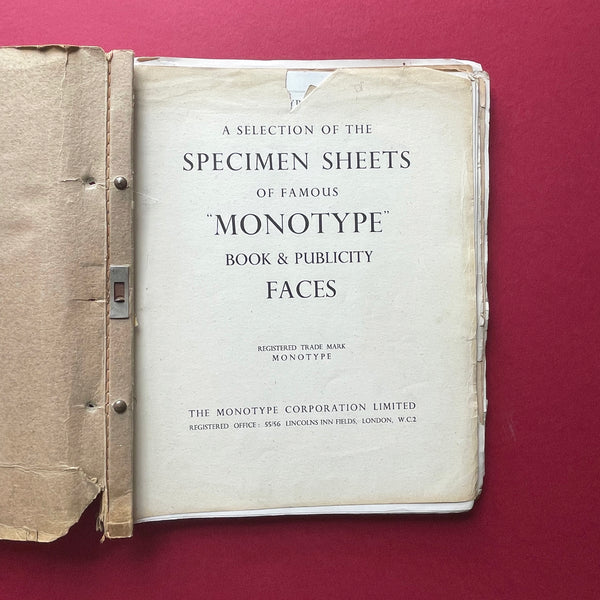 A SELECTION OF THE
SPECIMEN SHEETS
OF FAMOUS
"MONOTYPE"
BOOK & PUBLICITY
FACES
REGISTERED TRADE MARK
MONOTYPE
THE MONOTYPE CORPORATION LIMITED
REGISTERED OFFICE: 55/56 LINCOLNS INN FIELDS, LONDON, W.C.2